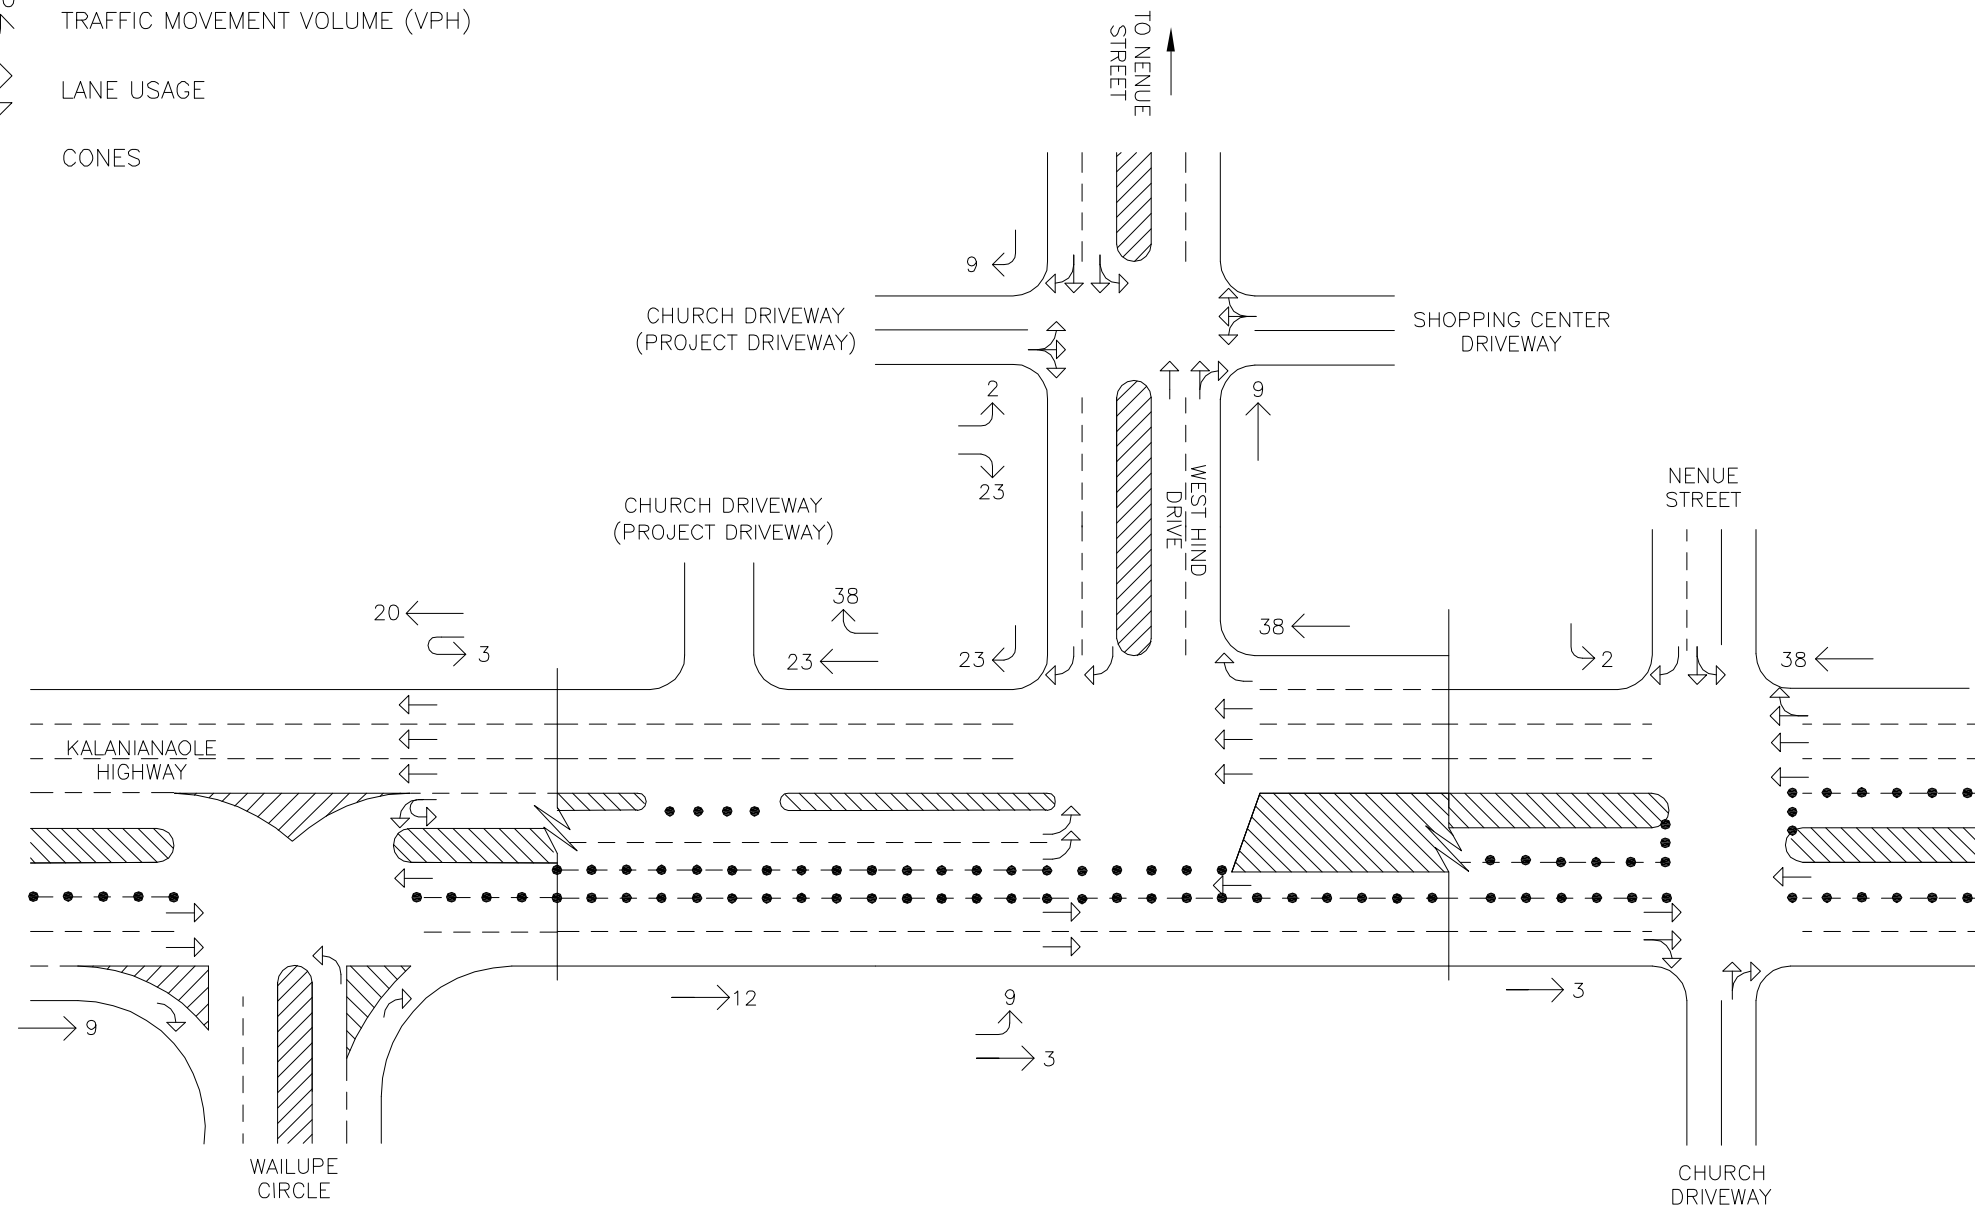 TRAFFIC MOVEMENT VOLUME (VPH)
LANE USAGE
CONES
TO NENUE
STREET
9
CHURCH DRIVEWAY
(PROJECT DRIVEWAY)
SHOPPING CENTER
DRIVEWAY
2
23
9
WEST HIND
DRIVE
NENUE
STREET
CHURCH DRIVEWAY
(PROJECT DRIVEWAY)
20
3
38
23
23
38
2
38
KALANIANAOLE
HIGHWAY
9
12
9
3
3
WAILUPE
CIRCLE
CHURCH
DRIVEWAY